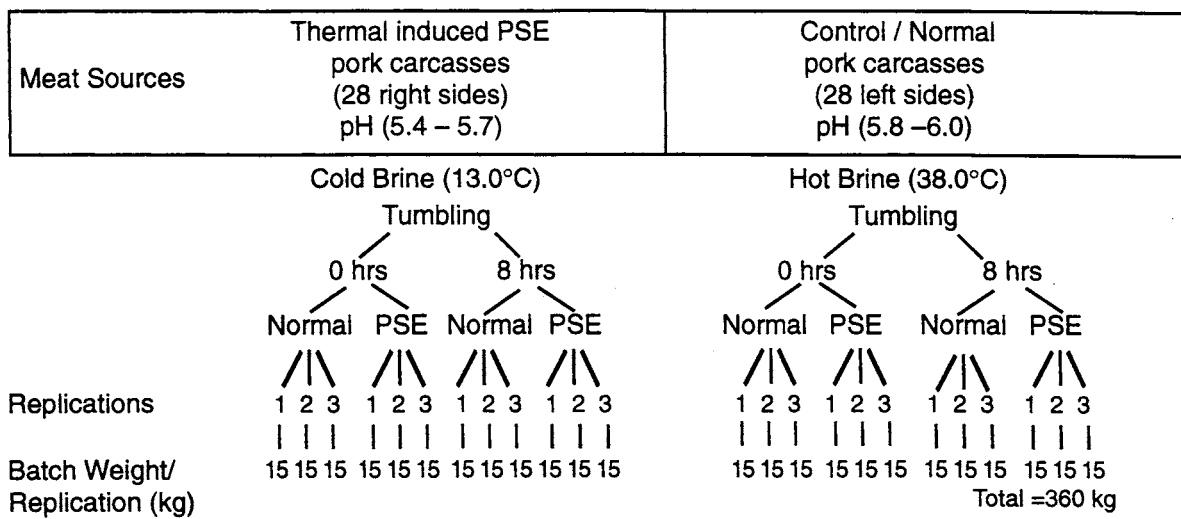 Thermal induced PSE Control / Normal
Meat Sources pork carcasses pork carcasses
(28 right sides) (28 left sides)
pH (5.4 – 5.7) pH (5.8 –6.0)
Cold Brine (13.0°C) Hot Brine (38.0°C)
Tumbling Tumbling
0 hrs 8 hrs 0 hrs 8 hrs
Normal PSE Normal PSE Normal PSE Normal PSE
Replications 1 2 3 1 2 3 1 2 3 1 2 3 1 2 3 1 2 3 1 2 3 1 2 3
Batch Weight/ 15 15 15 15 15 15 15 15 15 15 15 15 15 15 15 15 15 15 15 15 15 15 15 15
Replication (kg) Total =360 kg